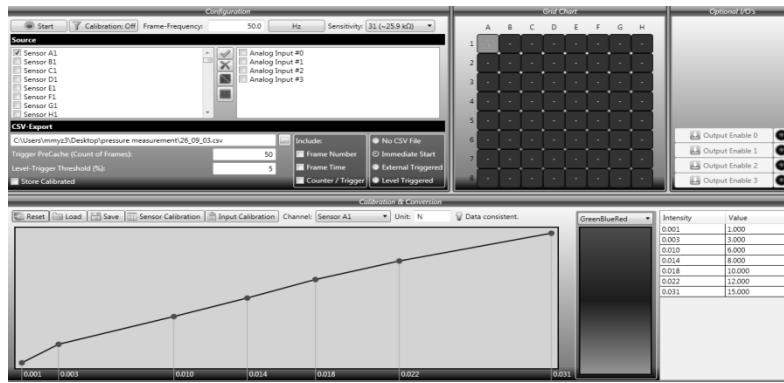 Configuration
Start Calibration: Off Frame-Frequency: 50.0 Hz Sensitivity: 31 (~25.9 kΩ)
Source
Sensor A1
Sensor B1
Sensor C1
Sensor D1
Sensor E1
Sensor F1
Sensor G1
Sensor H1
Analog Input #0
Analog Input #1
Analog Input #2
Analog Input #3
CSV-Export
C:\Users\mmyz3\Desktop\pressure measurement\26_09_03.csv
Trigger PreCache (Count of Frames): 50
Level-Trigger Threshold (%): 5
Store Calibrated
Include:
Frame Number
Frame Time
Counter / Trigger
No CSV File
Immediate Start
External Triggered
Level Triggered
Grid Chart
A B C D E F G H
1
2
3
4
5
6
7
8
Optional I/O's
Output Enable 0
Output Enable 1
Output Enable 2
Output Enable 3
Calibration & Conversion
Reset Load Save Sensor Calibration Input Calibration Channel: Sensor A1 Unit: N Data consistent.
0.001 0.003 0.010 0.014 0.018 0.022 0.031
GreenBlueRed
Intensity Value
0.001 1.000
0.003 3.000
0.010 6.000
0.014 8.000
0.018 10.000
0.022 12.000
0.031 15.000